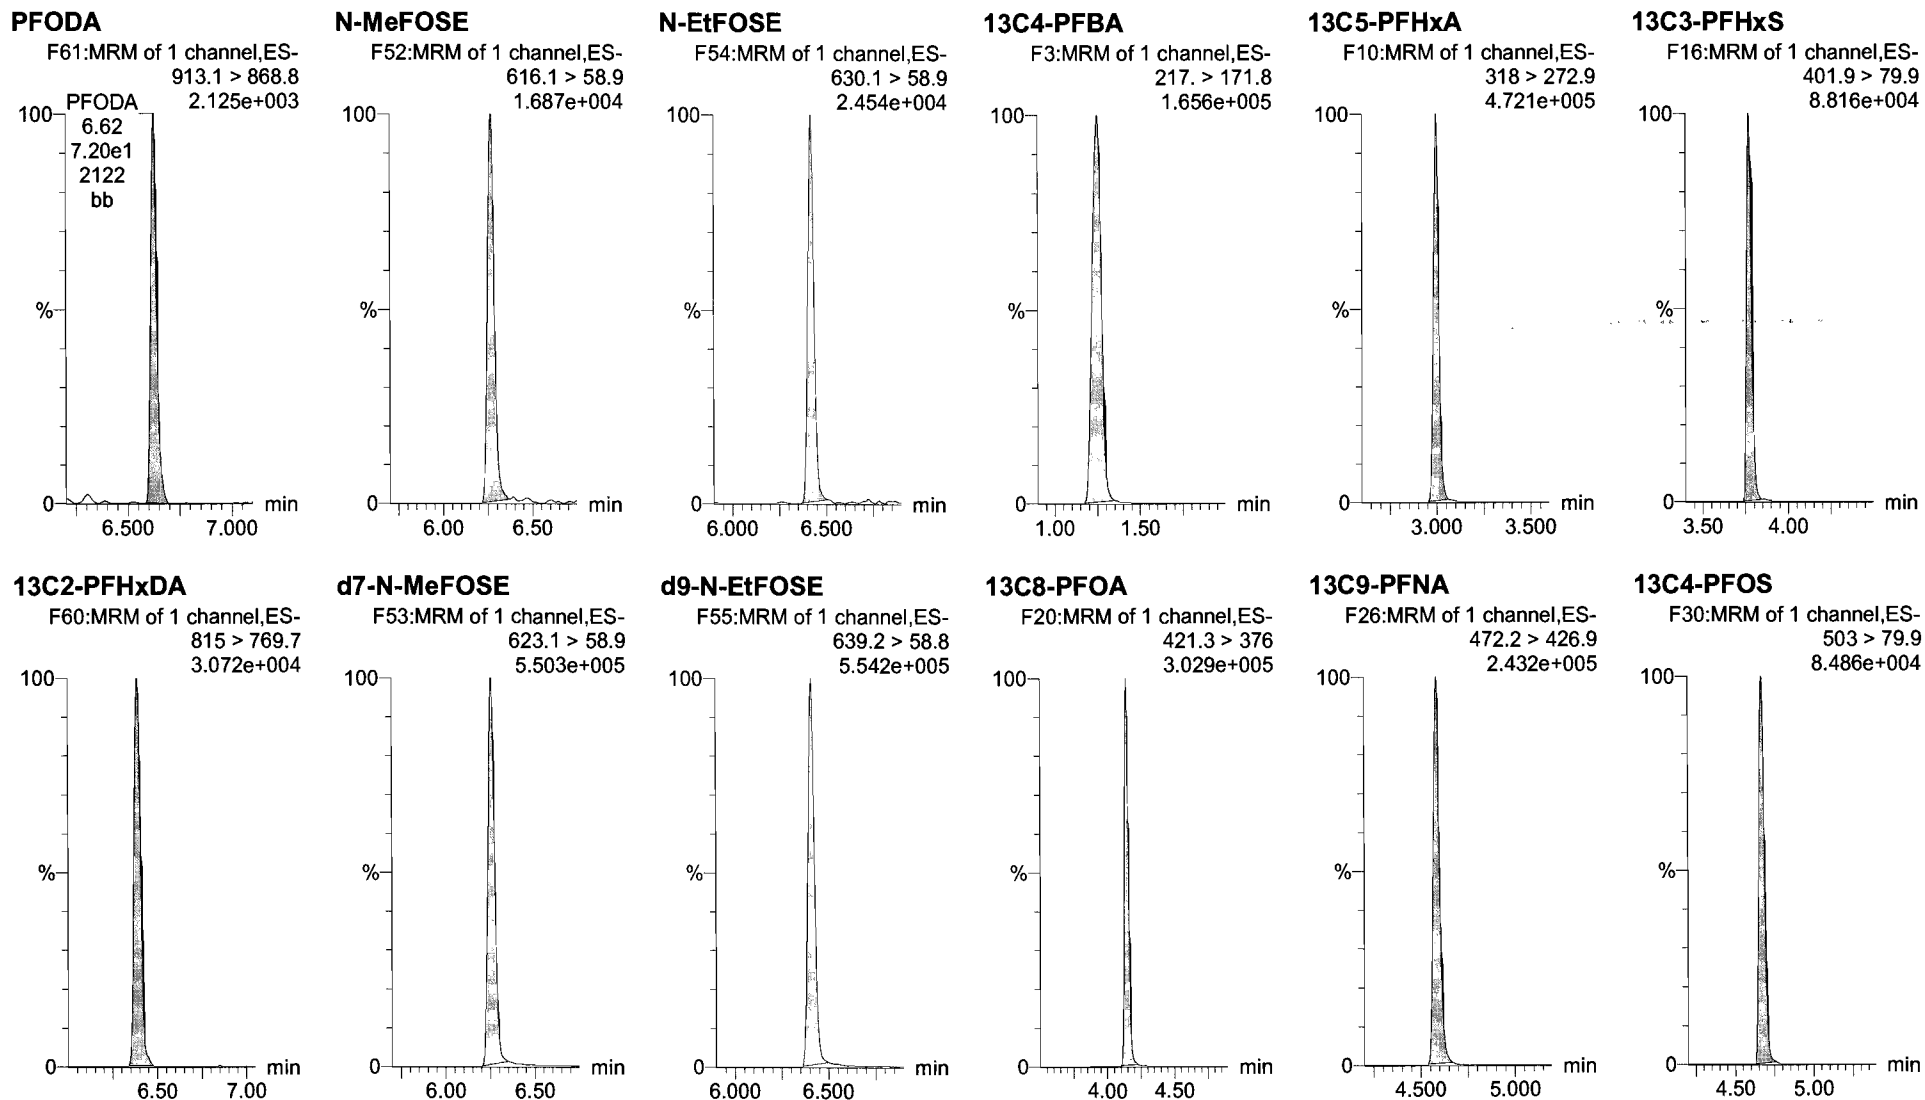 PFODA
F61:MRM of 1 channel,ES-
913.1 > 868.8
2.125e+003
PFODA
6.62
7.20e1
2122
bb
100
%
0
6.500 7.000
min
N-MeFOSE
F52:MRM of 1 channel,ES-
616.1 > 58.9
1.687e+004
100
%
0
6.00 6.50
min
N-EtFOSE
F54:MRM of 1 channel,ES-
630.1 > 58.9
2.454e+004
100
%
0
6.000 6.500
min
13C4-PFBA
F3:MRM of 1 channel,ES-
217. > 171.8
1.656e+005
100
%
0
1.00 1.50
min
13C5-PFHxA
F10:MRM of 1 channel,ES-
318 > 272.9
4.721e+005
100
%
0
3.000 3.500
min
13C3-PFHxS
F16:MRM of 1 channel,ES-
401.9 > 79.9
8.816e+004
100
%
0
3.50 4.00
min
13C2-PFHxDA
F60:MRM of 1 channel,ES-
815 > 769.7
3.072e+004
100
%
0
6.50 7.00
min
d7-N-MeFOSE
F53:MRM of 1 channel,ES-
623.1 > 58.9
5.503e+005
100
%
0
6.00 6.50
min
d9-N-EtFOSE
F55:MRM of 1 channel,ES-
639.2 > 58.8
5.542e+005
100
%
0
6.000 6.500
min
13C8-PFOA
F20:MRM of 1 channel,ES-
421.3 > 376
3.029e+005
100
%
0
4.00 4.50
min
13C9-PFNA
F26:MRM of 1 channel,ES-
472.2 > 426.9
2.432e+005
100
%
0
4.500 5.000
min
13C4-PFOS
F30:MRM of 1 channel,ES-
503 > 79.9
8.486e+004
100
%
0
4.50 5.00
min